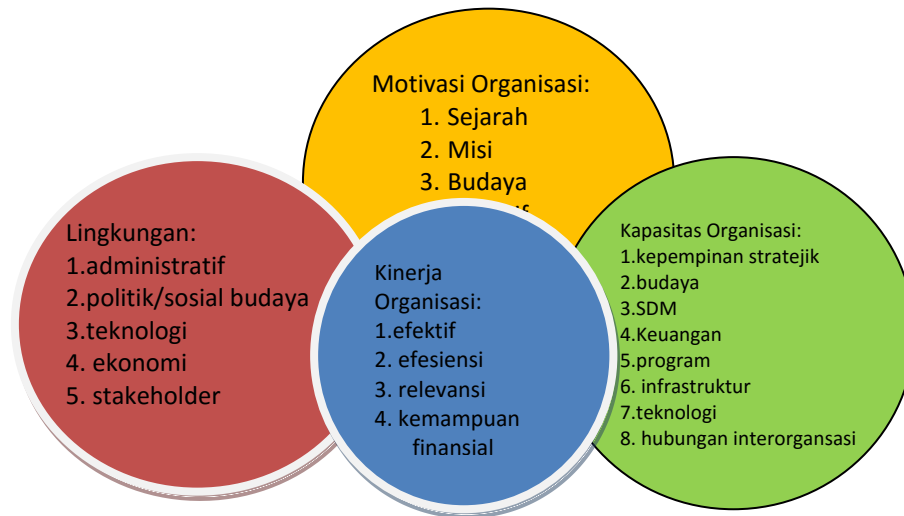 Motivasi Organisasi:
1. Sejarah
2. Misi
3. Budaya
Lingkungan:
1.administratif
2.politik/sosial budaya
3.teknologi
4. ekonomi
5. stakeholder
Kinerja
Organisasi:
1.efektif
2. efesiensi
3. relevansi
4. kemampuan
finansial
Kapasitas Organisasi:
1.kepempinan stratejik
2.budaya
3.SDM
4.Keuangan
5.program
6. infrastruktur
7.teknologi
8. hubungan interorgansasi